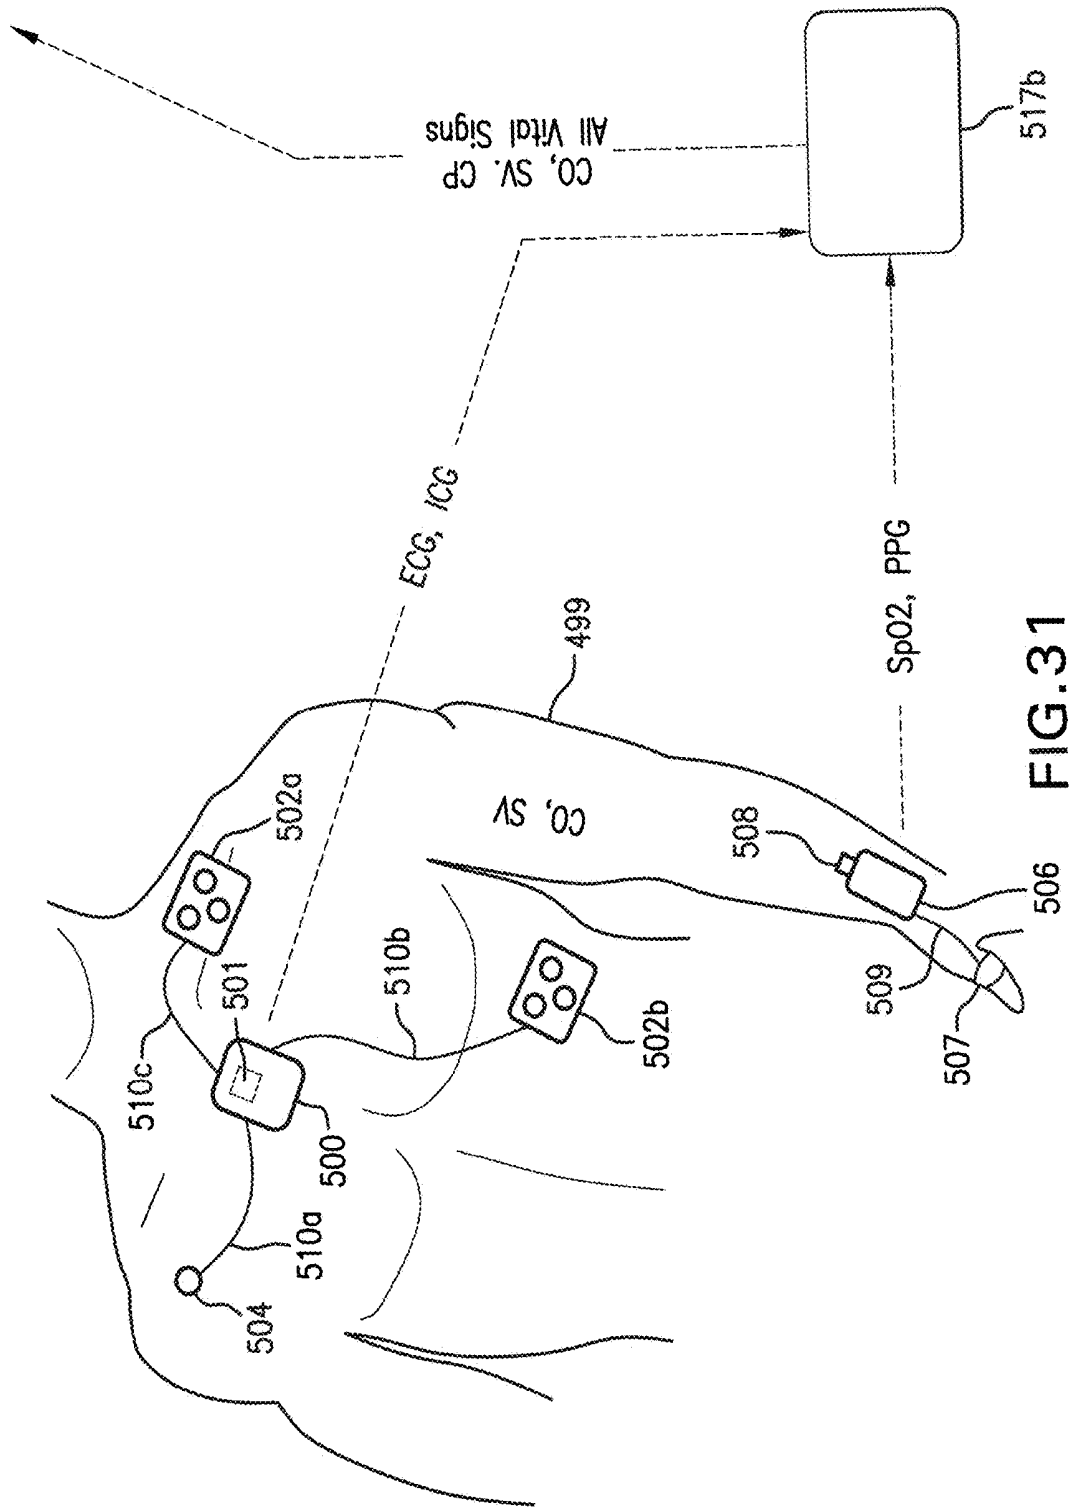 CO, SV. CP
All Vital Signs
517b
ECG, ICG
SpO2, PPG
499
CO, SV
502a
501
510c
510b
502b
500
510a
504
508
509
506
507
FIG.31